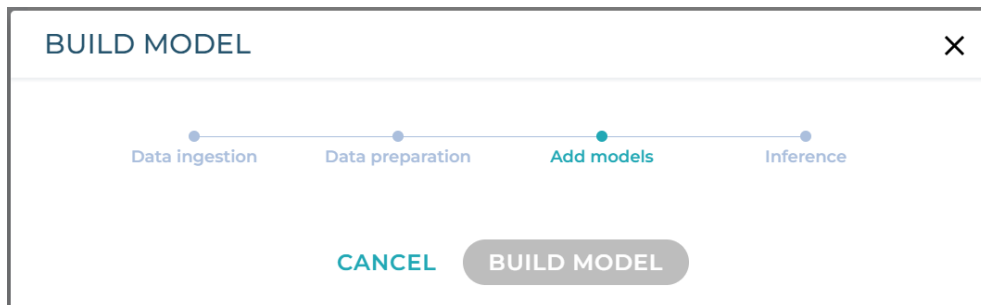 BUILD MODEL
Data ingestion Data preparation Add models Inference
CANCEL BUILD MODEL